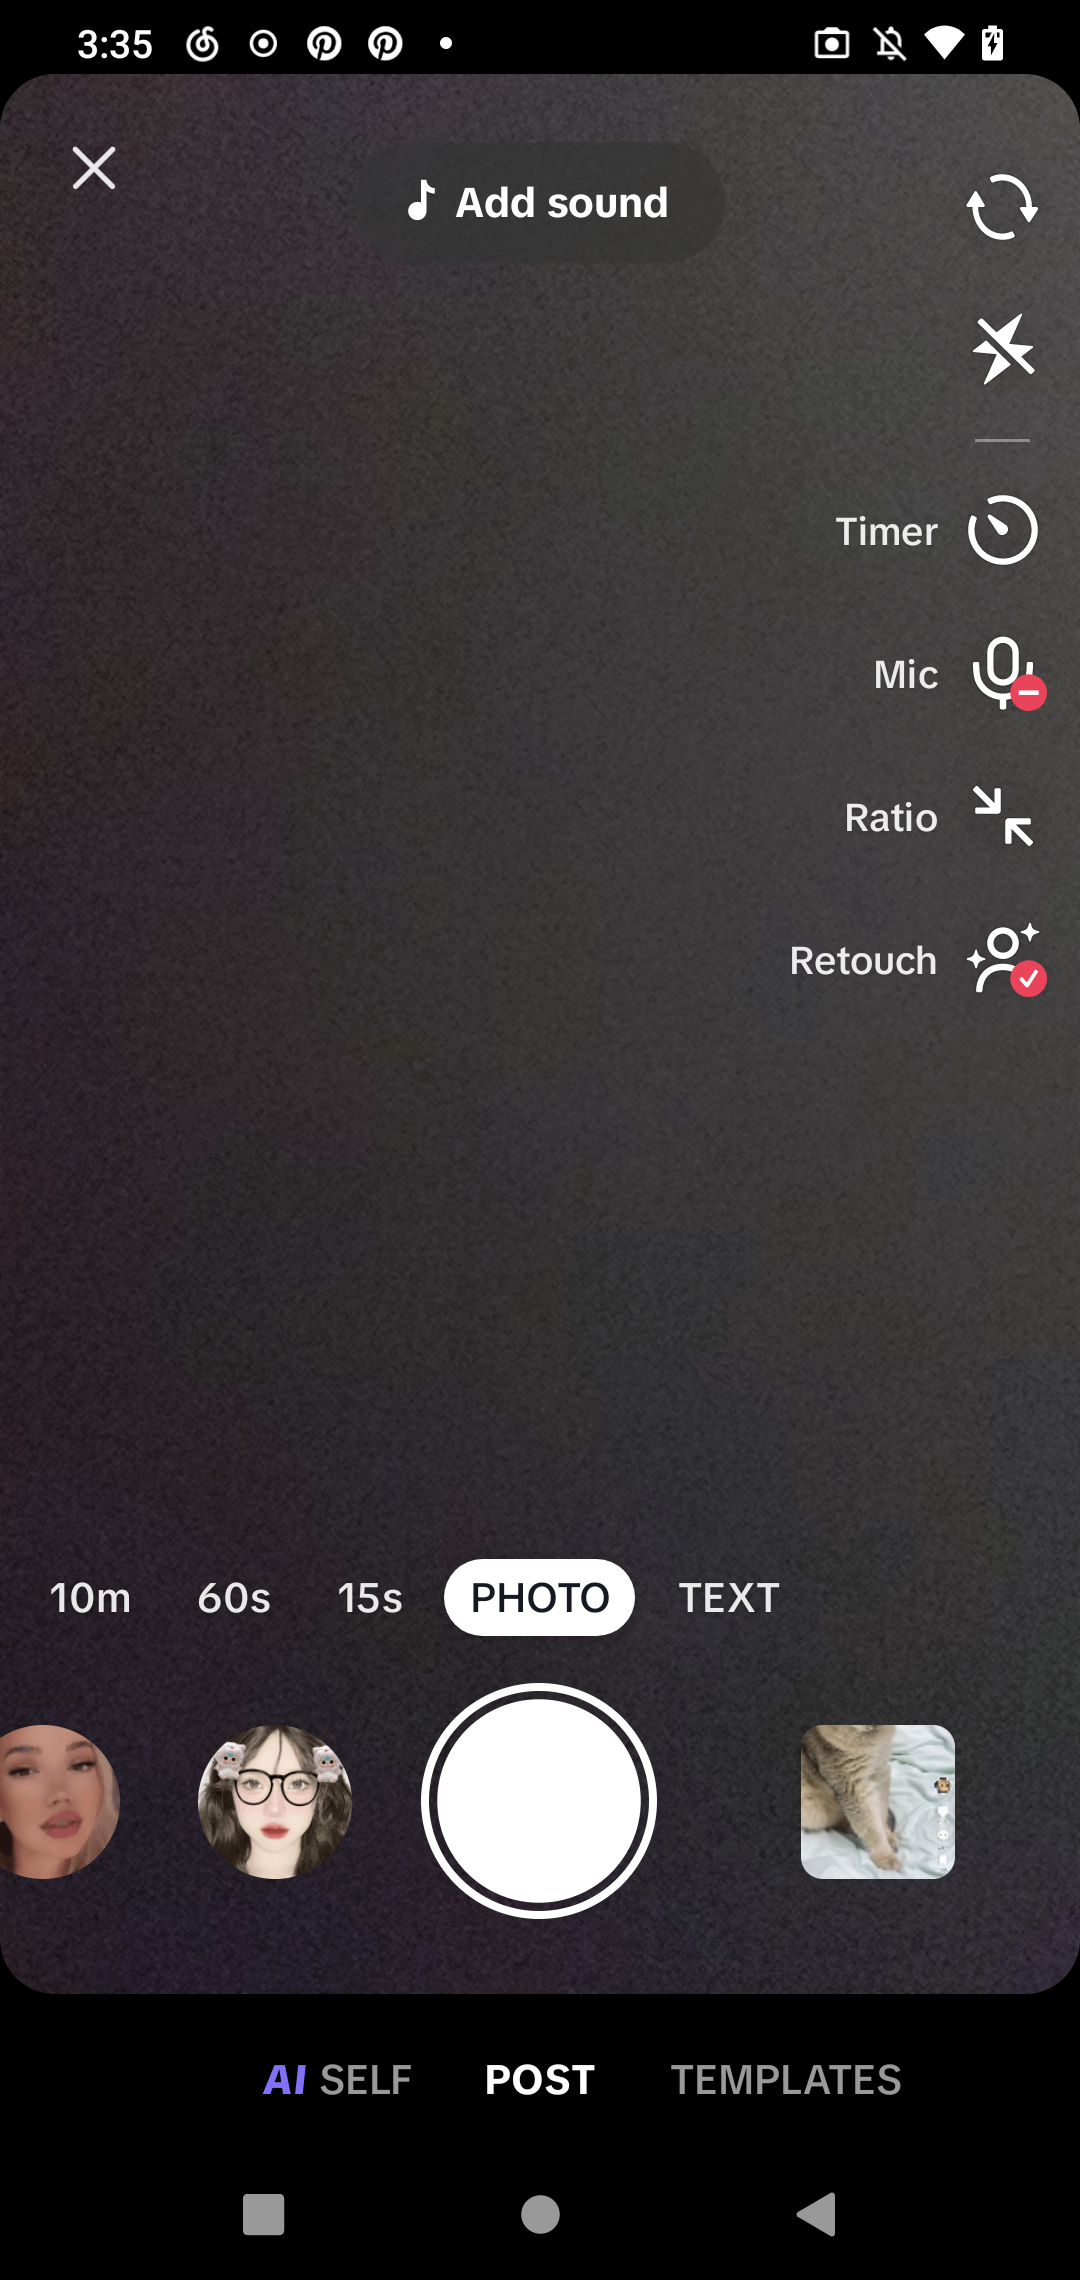 3:35
Add sound
Timer
Mic
Ratio
Retouch
10m 60s 15s PHOTO TEXT
AI SELF POST TEMPLATES